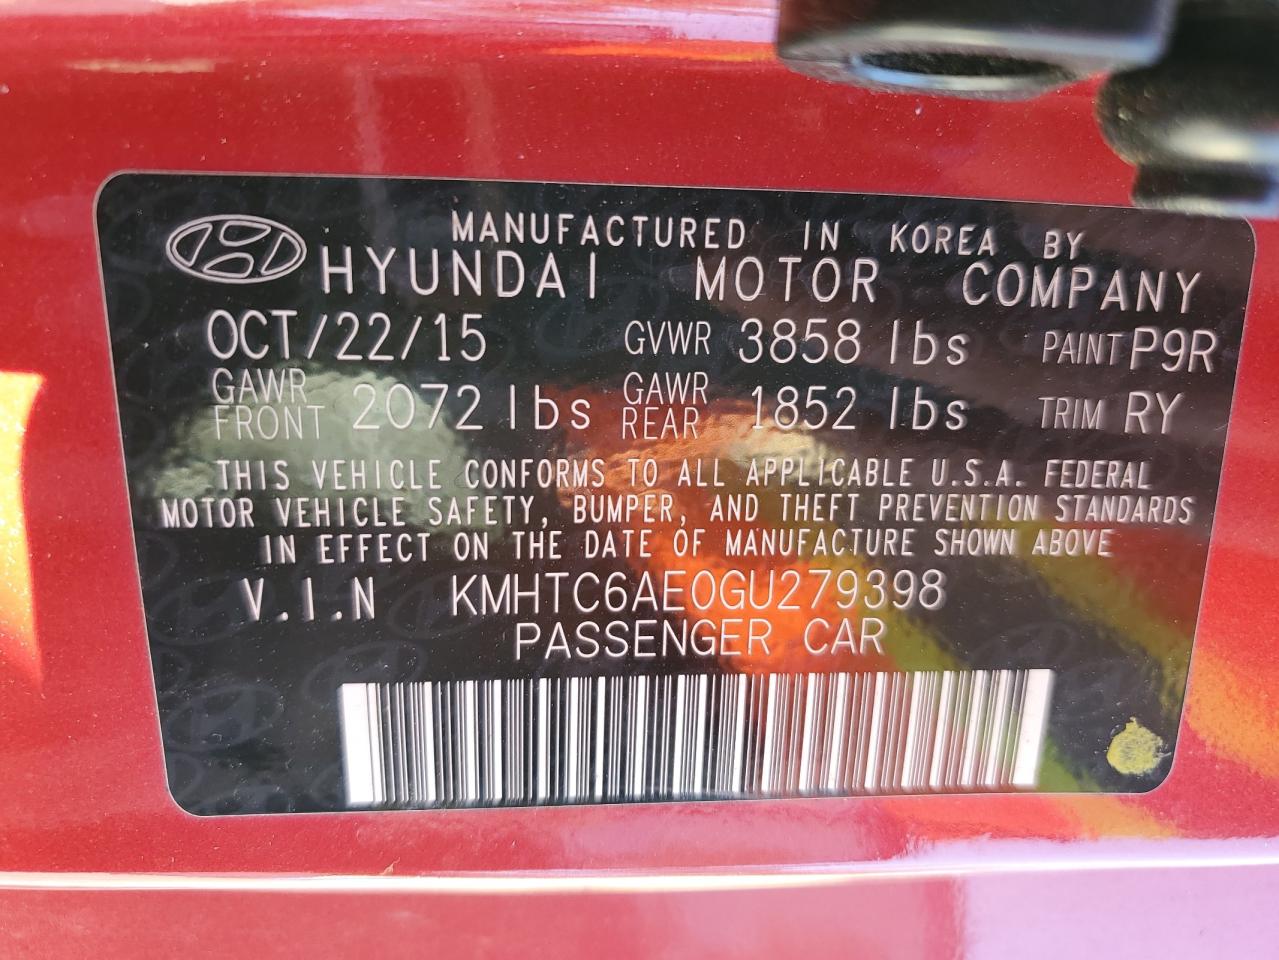 MANUFACTURED IN KOREA BY
HYUNDAI MOTOR COMPANY
OCT/22/15 GVWR 3858 lbs PAINT P9R
GAWR FRONT 2072 lbs GAWR REAR 1852 lbs TRIM RY
THIS VEHICLE CONFORMS TO ALL APPLICABLE U.S.A. FEDERAL
MOTOR VEHICLE SAFETY, BUMPER, AND THEFT PREVENTION STANDARDS
IN EFFECT ON THE DATE OF MANUFACTURE SHOWN ABOVE
V.I.N KMHTC6AE0GU279398
PASSENGER CAR